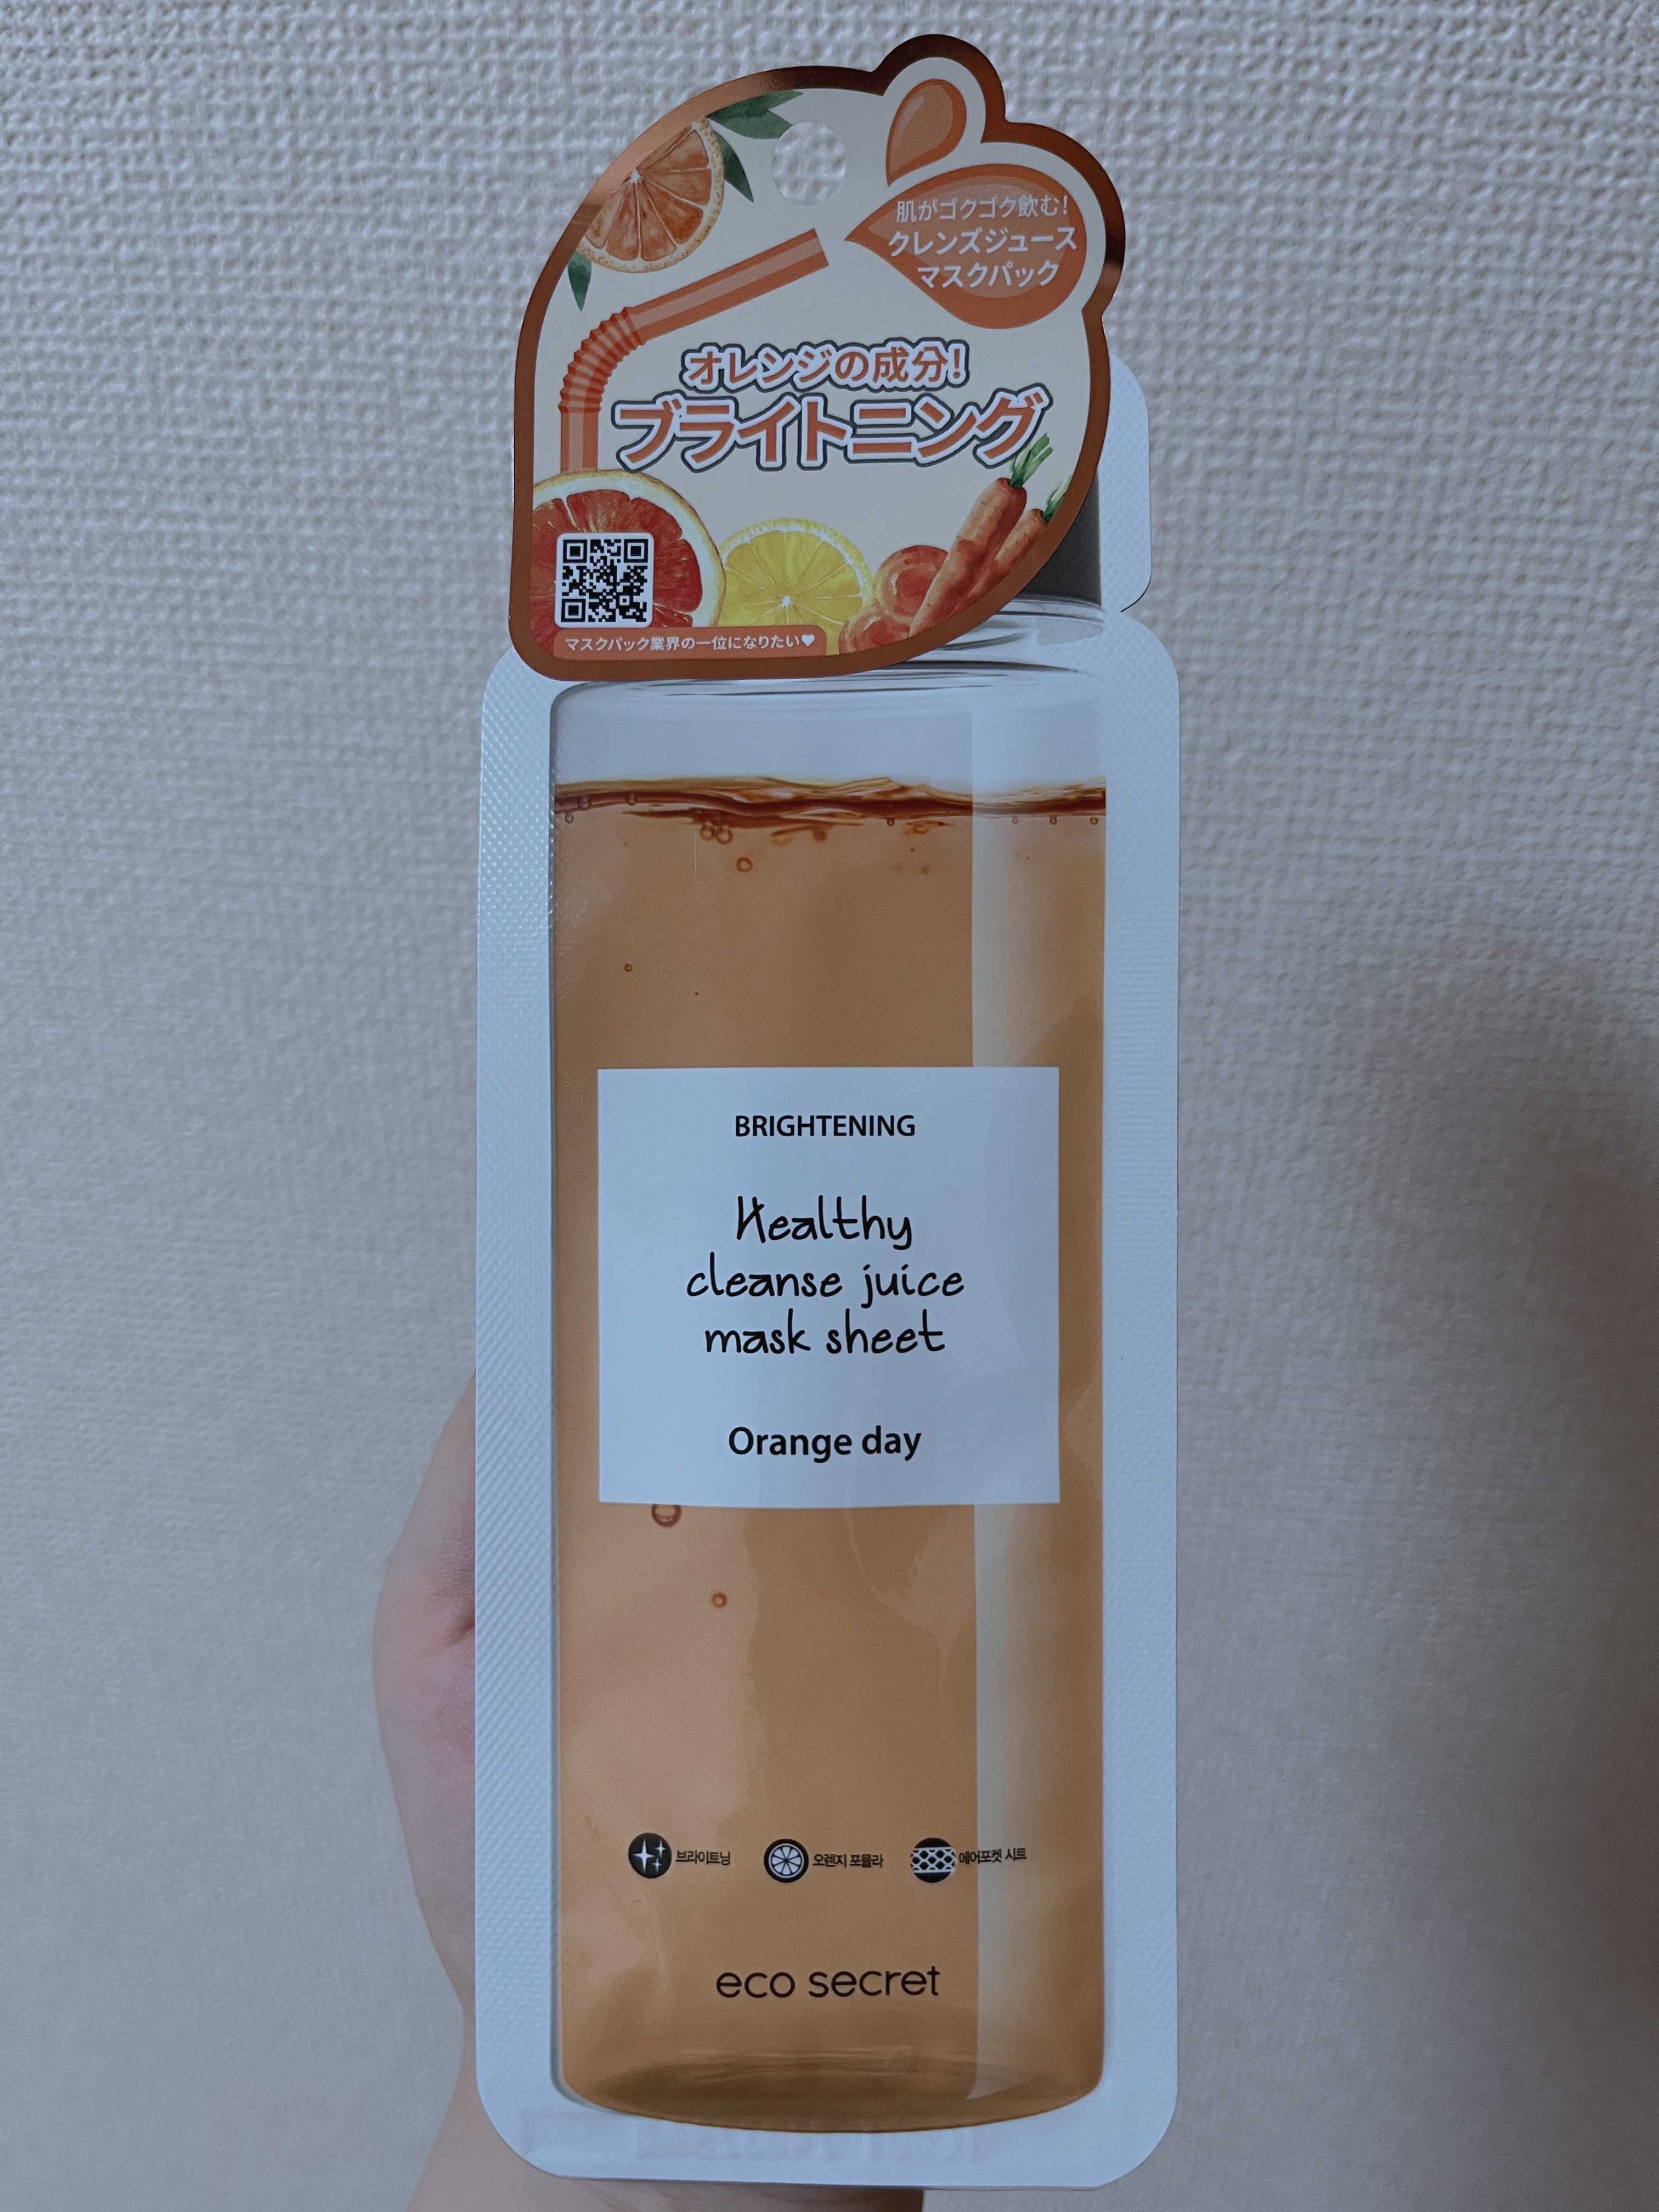 肌がゴクゴク飲む!
クレンズジュース
マスクパック
オレンジの成分!
ブライトニング
マスクパック業界の一位になりたい♥
BRIGHTENING
Healthy
cleanse juice
mask sheet
Orange day
브라이트닝
오렌지 포뮬라
에어포켓 시트
eco secret